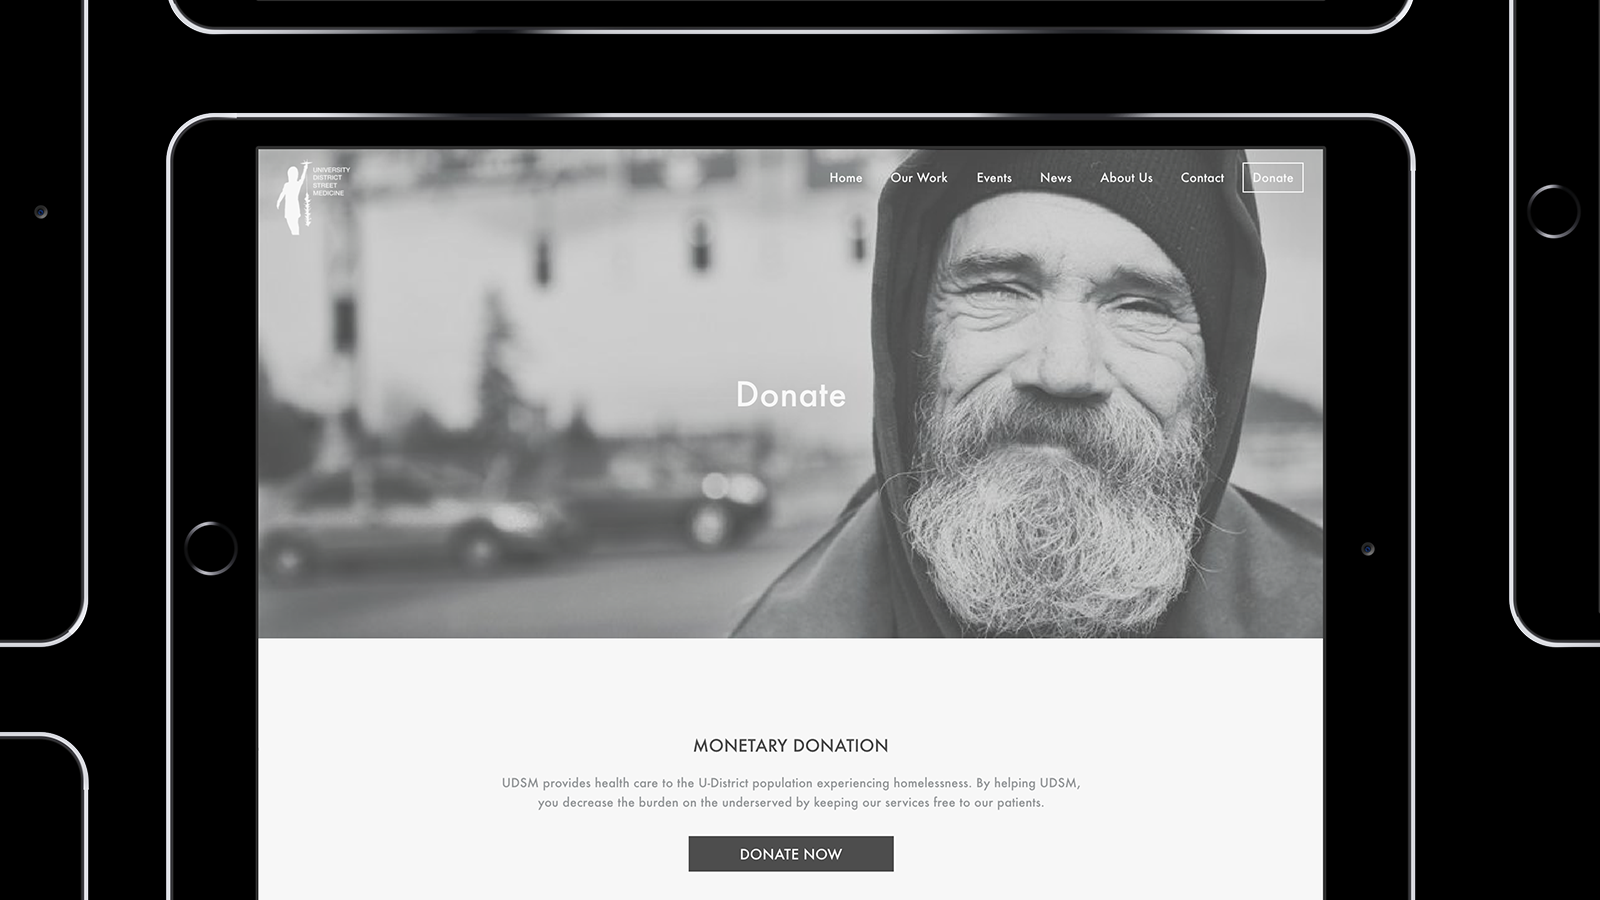 UNIVERSITY
DISTRICT
STREET
MEDICINE
Home Our Work Events News About Us Contact Donate
Donate
MONETARY DONATION
UDSM provides health care to the U-District population experiencing homelessness. By helping UDSM,
you decrease the burden on the underserved by keeping our services free to our patients.
DONATE NOW